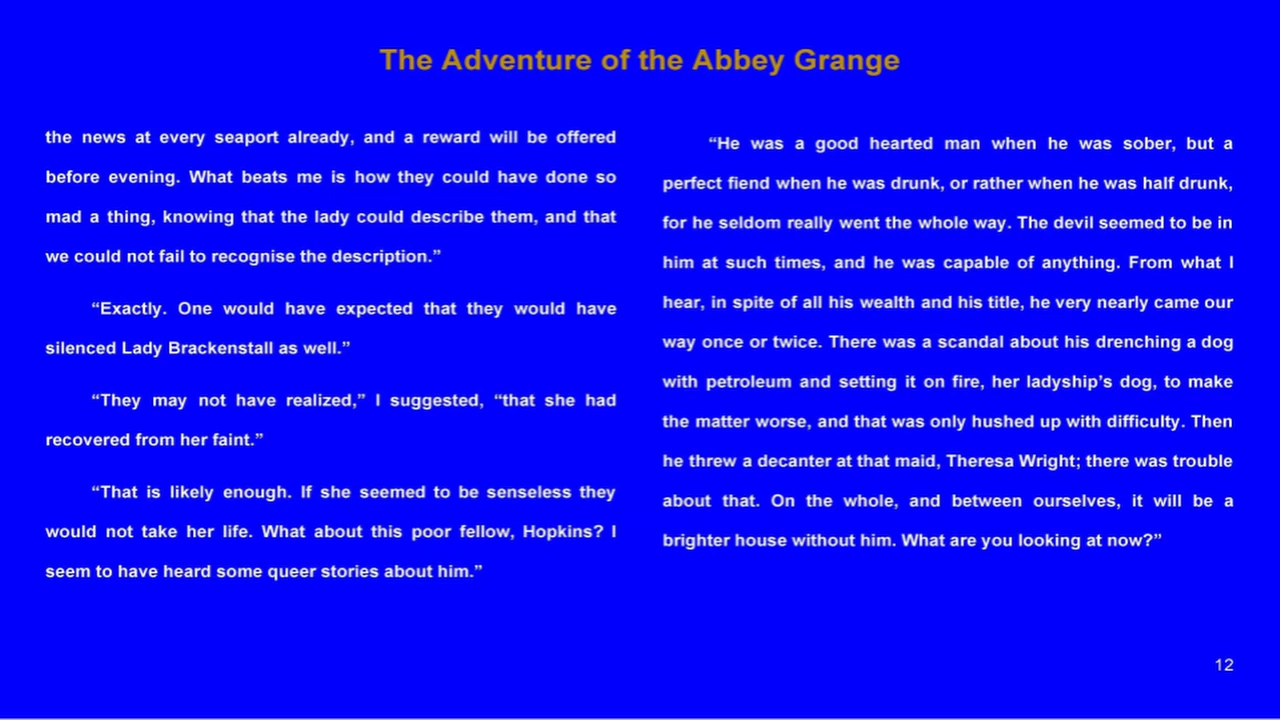 The Adventure of the Abbey Grange
the news at every seaport already, and a reward will be offered
before evening. What beats me is how they could have done so
mad a thing, knowing that the lady could describe them, and that
we could not fail to recognise the description.”
“Exactly. One would have expected that they would have
silenced Lady Brackenstall as well.”
“They may not have realized,” I suggested, “that she had
recovered from her faint.”
“That is likely enough. If she seemed to be senseless they
would not take her life. What about this poor fellow, Hopkins? I
seem to have heard some queer stories about him.”
“He was a good hearted man when he was sober, but a
perfect fiend when he was drunk, or rather when he was half drunk,
for he seldom really went the whole way. The devil seemed to be in
him at such times, and he was capable of anything. From what I
hear, in spite of all his wealth and his title, he very nearly came our
way once or twice. There was a scandal about his drenching a dog
with petroleum and setting it on fire, her ladyship’s dog, to make
the matter worse, and that was only hushed up with difficulty. Then
he threw a decanter at that maid, Theresa Wright; there was trouble
about that. On the whole, and between ourselves, it will be a
brighter house without him. What are you looking at now?”
12